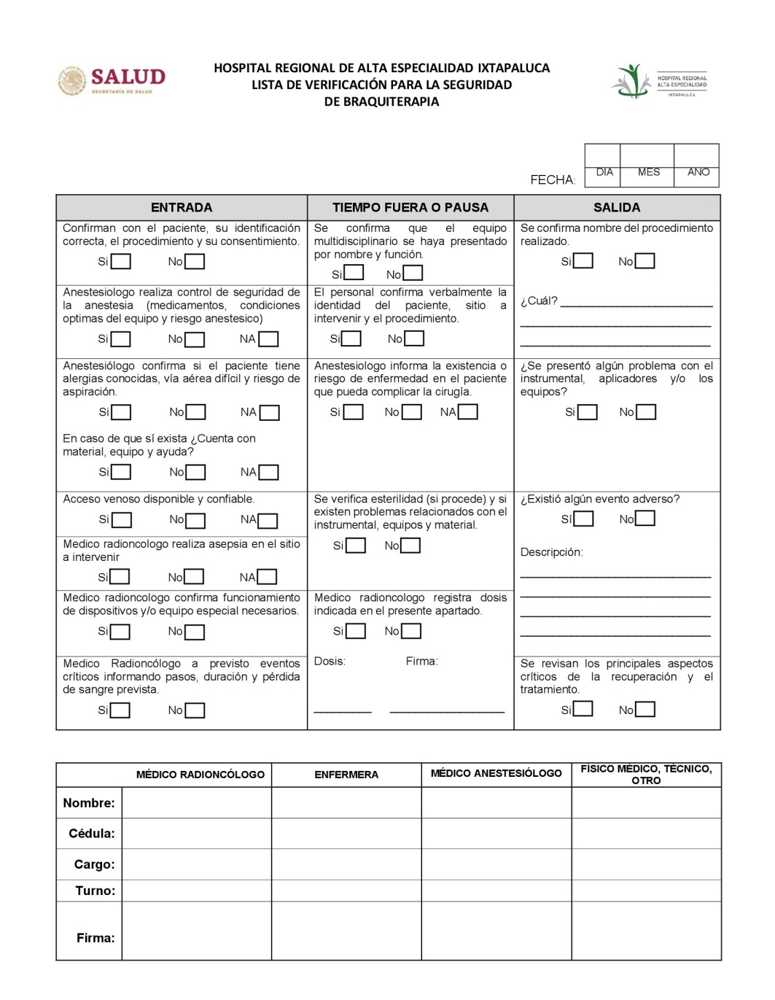 SALUD
SECRETARÍA DE SALUD
HOSPITAL REGIONAL DE ALTA ESPECIALIDAD IXTAPALUCA
LISTA DE VERIFICACIÓN PARA LA SEGURIDAD
DE BRAQUITERAPIA
HOSPITAL REGIONAL
ALTA ESPECIALIDAD
IXTAPALUCA
FECHA:
DIA MES ANO
ENTRADA
Confirman con el paciente, su identificación
correcta, el procedimiento y su consentimiento.
Si No
Anestesiologo realiza control de seguridad de
la anestesia (medicamentos, condiciones
optimas del equipo y riesgo anestesico)
Si No NA
Anestesiólogo confirma si el paciente tiene
alergias conocidas, vía aérea difícil y riesgo de
aspiración.
Si No NA
En caso de que sí exista ¿Cuenta con
material, equipo y ayuda?
Si No NA
Acceso venoso disponible y confiable.
Si No NA
Medico radioncologo realiza asepsia en el sitio
a intervenir
Si No NA
Medico radioncologo confirma funcionamiento
de dispositivos y/o equipo especial necesarios.
Si No
Medico Radioncólogo a previsto eventos
críticos informando pasos, duración y pérdida
de sangre prevista.
Si No
TIEMPO FUERA O PAUSA
Se confirma que el equipo
multidisciplinario se haya presentado
por nombre y función.
Si No
El personal confirma verbalmente la
identidad del paciente, sitio a
intervenir y el procedimiento.
Si No
Anestesiologo informa la existencia o
riesgo de enfermedad en el paciente
que pueda complicar la cirugía.
Si No NA
Se verifica esterilidad (si procede) y si
existen problemas relacionados con el
instrumental, equipos y material.
Si No
Medico radioncologo registra dosis
indicada en el presente apartado.
Si No
Dosis: Firma:
SALIDA
Se confirma nombre del procedimiento
realizado.
Si No
¿Cuál?
¿Se presentó algún problema con el
instrumental, aplicadores y/o los
equipos?
Si No
¿Existió algún evento adverso?
Sí No
Descripción:
Se revisan los principales aspectos
críticos de la recuperación y el
tratamiento.
Si No
MÉDICO RADIONCÓLOGO ENFERMERA MÉDICO ANESTESIÓLOGO FÍSICO MÉDICO, TÉCNICO,
OTRO
Nombre:
Cédula:
Cargo:
Turno:
Firma: